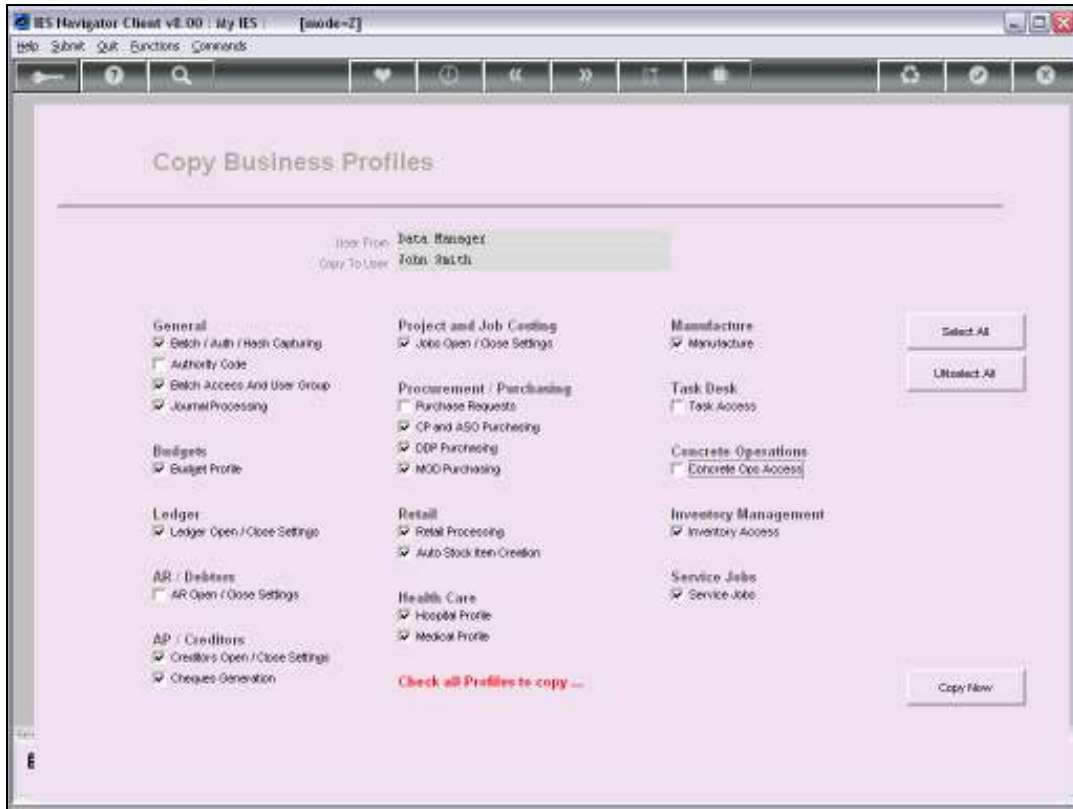 IES Navigator Client v8.00 : My IES : [mode=Z]
Help Submit Quit Functions Commands
Copy Business Profiles
User From Data Manager
Copy To User John Smith
General
Batch / Auth / Hash Capturing
Authority Code
Batch Access And User Group
Journal Processing
Budgets
Budget Profile
Ledger
Ledger Open / Close Settings
AR / Debtors
AR Open / Close Settings
AP / Creditors
Creditors Open / Close Settings
Cheques Generation
Project and Job Costing
Jobs Open / Close Settings
Procurement / Purchasing
Purchase Requests
CP and ASO Purchasing
ODP Purchasing
MOD Purchasing
Retail
Retail Processing
Auto Stock Item Creation
Health Care
Hospital Profile
Medical Profile
Check all Profiles to copy ...
Manufacture
Manufacture
Task Desk
Task Access
Concrete Operations
Concrete Ops Access
Inventory Management
Inventory Access
Service Jobs
Service Jobs
Select All
UNselect All
Copy Now